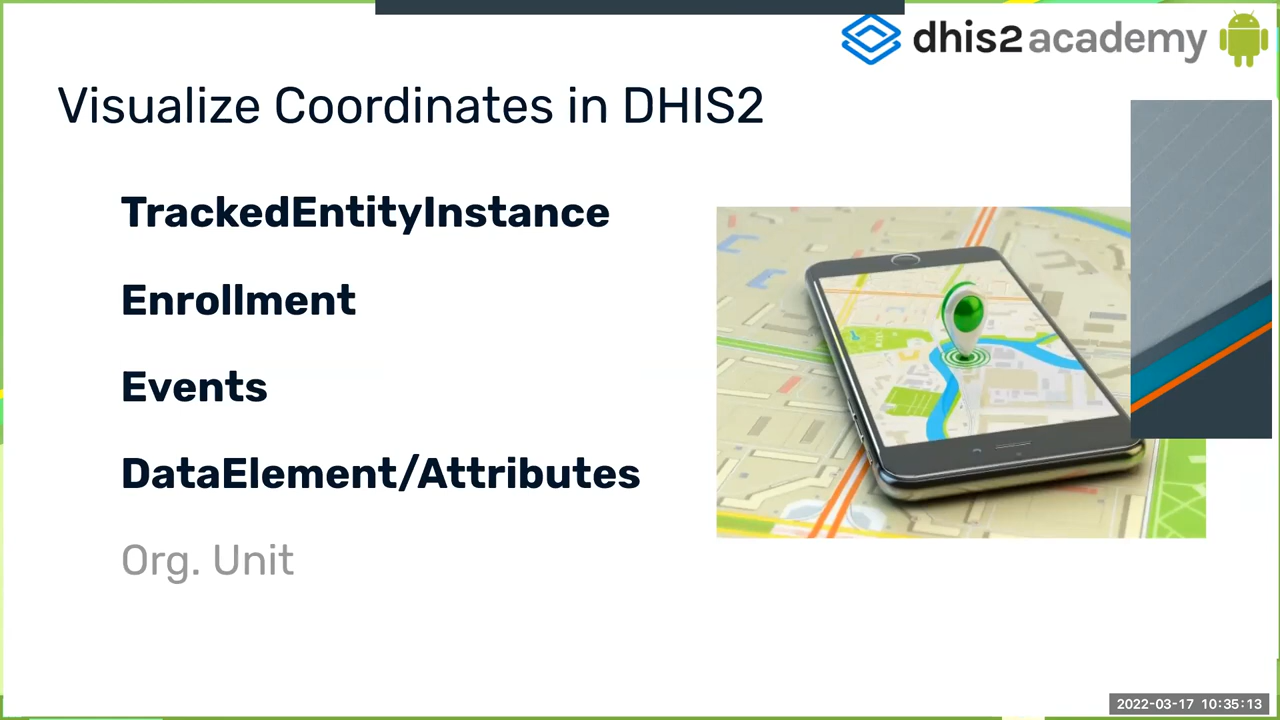 dhis2 academy
Visualize Coordinates in DHIS2
TrackedEntityInstance
Enrollment
Events
DataElement/Attributes
Org. Unit
2022-03-17 10:35:13